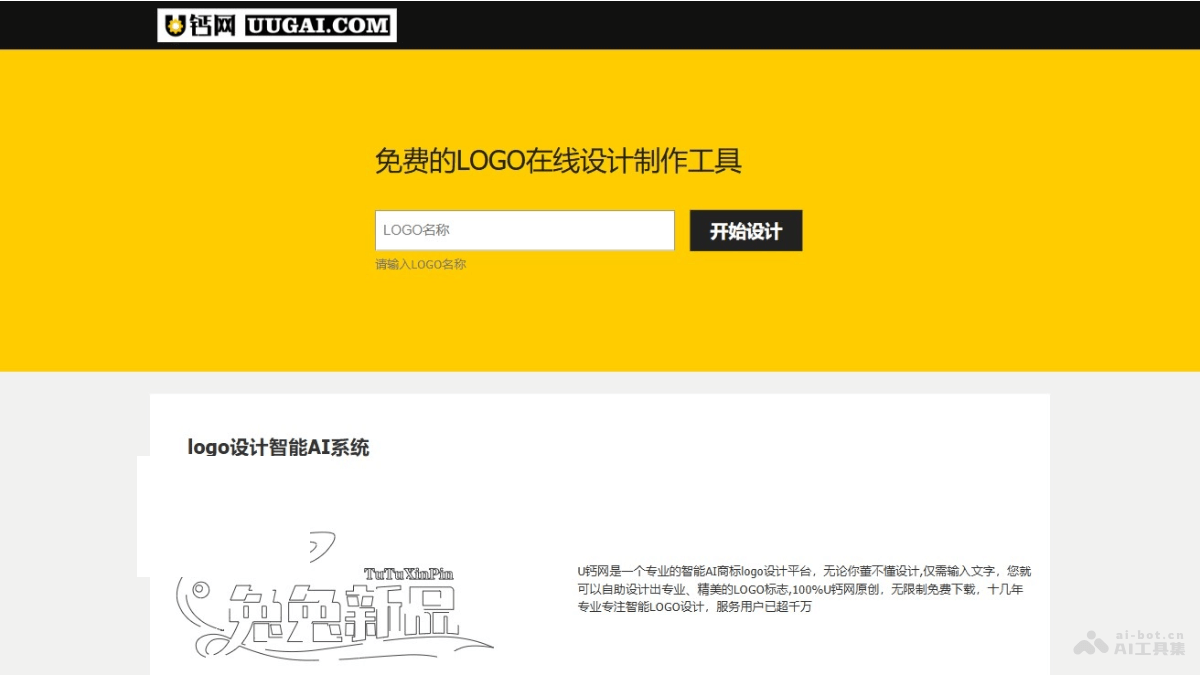 U钙网 UUGAI.COM
免费的LOGO在线设计制作工具
LOGO名称
开始设计
请输入LOGO名称
logo设计智能AI系统
TuTuXinPin
兔兔新品
U钙网是一个专业的智能AI商标logo设计平台，无论你董不懂设计,仅需输入文字，您就
可以自助设计出专业、精美的LOGO标志,100%U钙网原创，无限制免费下载，十几年
专业专注智能LOGO设计，服务用户已超千万
ai-bot.cn
AI工具集